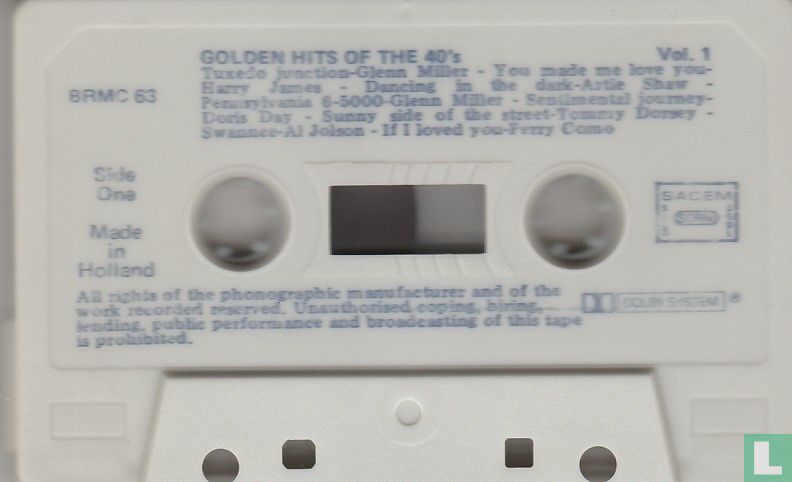 GOLDEN HITS OF THE 40's
Vol. 1
BRMC 63
Tuxedo junction-Glenn Miller - You made me love you-
Harry James - Dancing in the dark-Artie Shaw -
Pennsylvania 6-5000-Glenn Miller - Sentimental journey-
Doris Day - Sunny side of the street-Tommy Dorsey -
Swannee-Al Jolson - If I loved you-Perry Como
Side
One
Made
in
Holland
SACEM
All rights of the phonographic manufacturer and of the
work recorded reserved. Unauthorised coping, hiring,
lending, public performance and broadcasting of this tape
is prohibited.
DOLBY SYSTEM ®
L